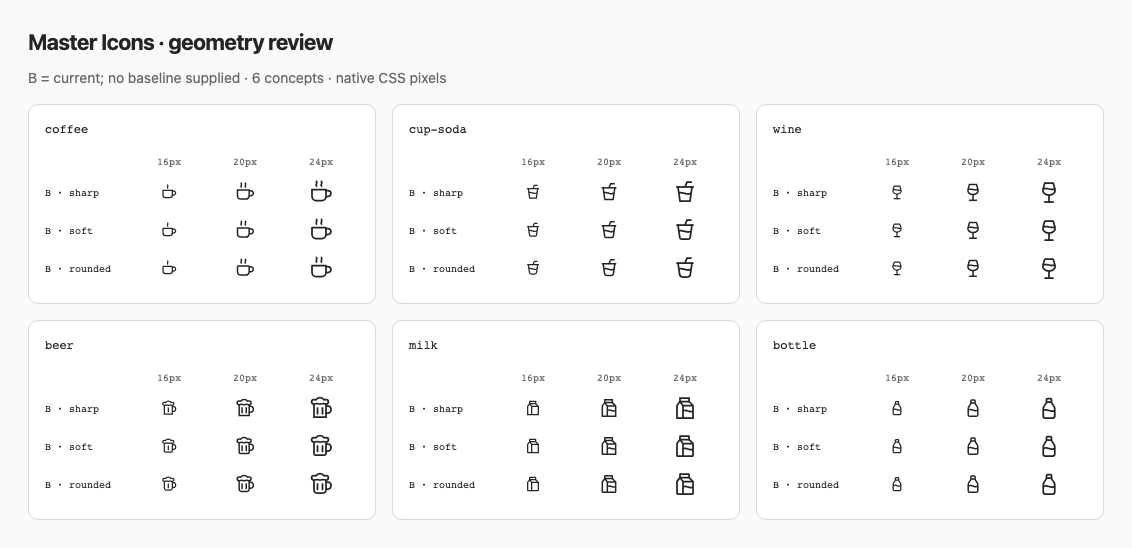 Master Icons · geometry review
B = current; no baseline supplied · 6 concepts · native CSS pixels
coffee
16px 20px 24px
B · sharp
B · soft
B · rounded
cup-soda
16px 20px 24px
B · sharp
B · soft
B · rounded
wine
16px 20px 24px
B · sharp
B · soft
B · rounded
beer
16px 20px 24px
B · sharp
B · soft
B · rounded
milk
16px 20px 24px
B · sharp
B · soft
B · rounded
bottle
16px 20px 24px
B · sharp
B · soft
B · rounded